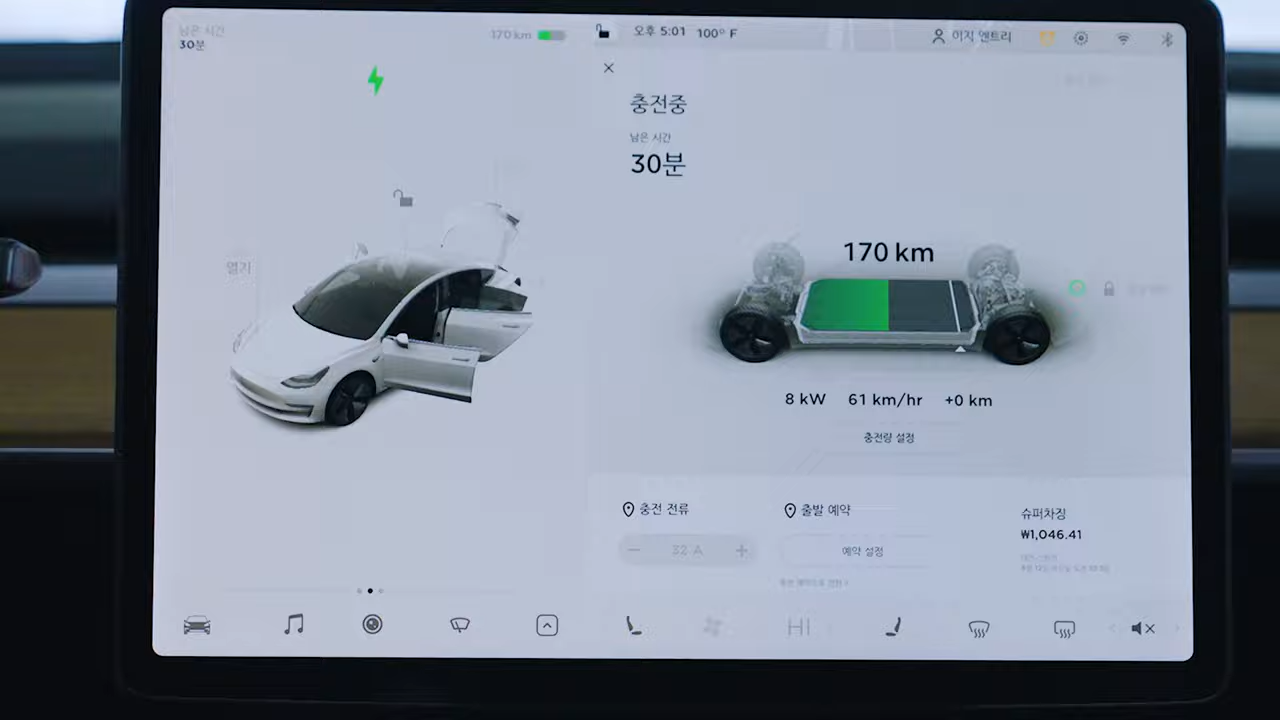 남은 시간
30분
170 km
오후 5:01 100° F
이지 엔트리
충전중
남은 시간
30분
열기
170 km
8 kW 61 km/hr +0 km
충전량 설정
충전 전류
32 A
출발 예약
예약 설정
슈퍼차징
₩1,046.41
HI